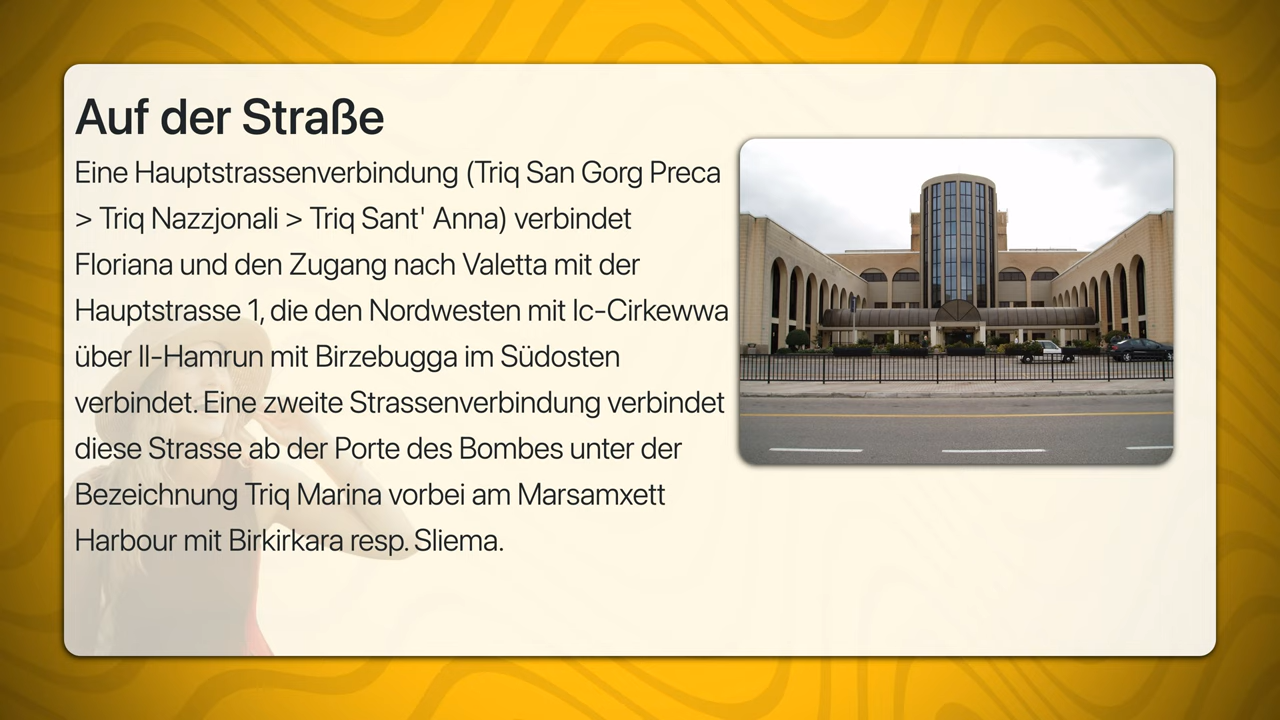 Auf der Straße
Eine Hauptstrassenverbindung (Triq San Gorg Preca
> Triq Nazzjonali > Triq Sant' Anna) verbindet
Floriana und den Zugang nach Valetta mit der
Hauptstrasse 1, die den Nordwesten mit Ic-Cirkewwa
über Il-Hamrun mit Birzebugga im Südosten
verbindet. Eine zweite Strassenverbindung verbindet
diese Strasse ab der Porte des Bombes unter der
Bezeichnung Triq Marina vorbei am Marsamxett
Harbour mit Birkirkara resp. Sliema.